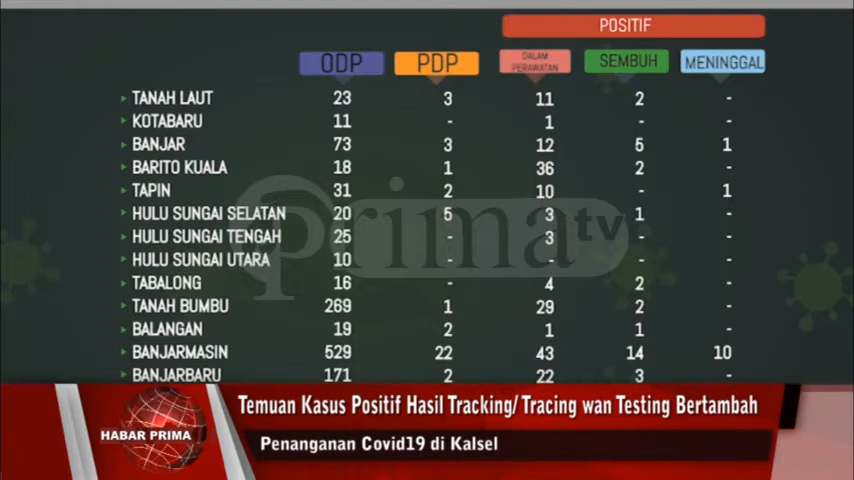 POSITIF
ODP PDP DALAM PERAWATAN SEMBUH MENINGGAL
TANAH LAUT 23 3 11 2 -
KOTABARU 11 - 1 - -
BANJAR 73 3 12 5 1
BARITO KUALA 18 1 36 2 -
TAPIN 31 2 10 - 1
HULU SUNGAI SELATAN 20 5 3 1 -
HULU SUNGAI TENGAH 25 - 3 - -
HULU SUNGAI UTARA 10 - - - -
TABALONG 16 - 4 2 -
TANAH BUMBU 269 1 29 2 -
BALANGAN 19 2 1 1 -
BANJARMASIN 529 22 43 14 10
BANJARBARU 171 2 22 3 -
prima tv
Temuan Kasus Positif Hasil Tracking/ Tracing wan Testing Bertambah
HABAR PRIMA
Penanganan Covid19 di Kalsel